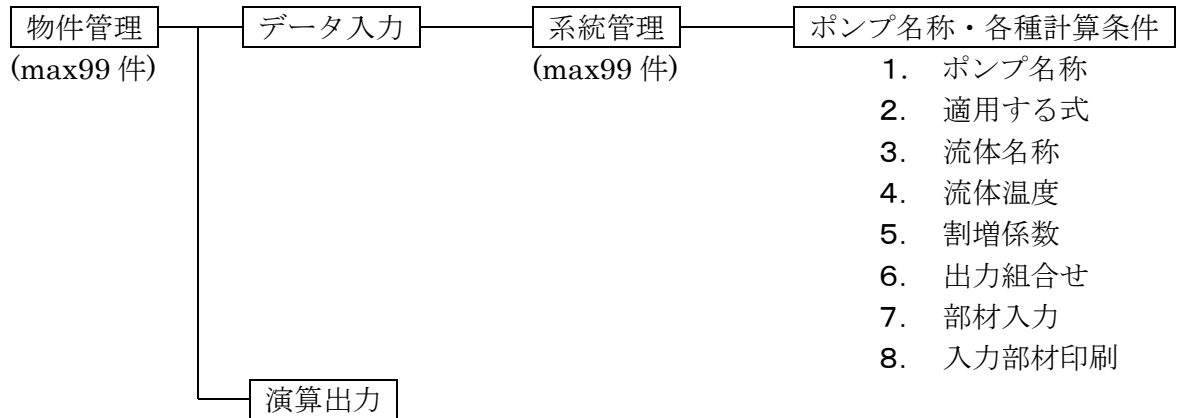 物件管理 データ入力 系統管理 ポンプ名称・各種計算条件
(max99 件) (max99 件)
1. ポンプ名称
2. 適用する式
3. 流体名称
4. 流体温度
5. 割増係数
6. 出力組合せ
7. 部材入力
8. 入力部材印刷
演算出力